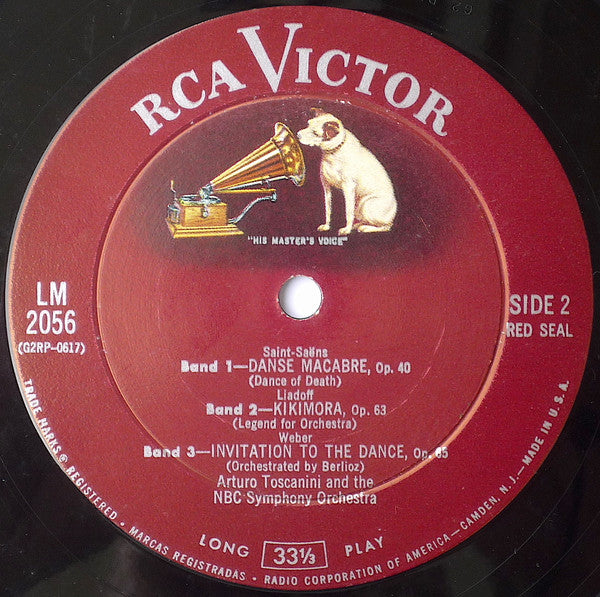 RCA VICTOR
"HIS MASTER'S VOICE"
LM
2056
(G2RP-0617)
SIDE 2
RED SEAL
Saint-Saëns
Band 1—DANSE MACABRE, Op. 40
(Dance of Death)
Liadoff
Band 2—KIKIMORA, Op. 63
(Legend for Orchestra)
Weber
Band 3—INVITATION TO THE DANCE, Op. 65
(Orchestrated by Berlioz)
Arturo Toscanini and the
NBC Symphony Orchestra
LONG 33⅓ PLAY
TRADE MARKS ® REGISTERED • MARCAS REGISTRADAS • RADIO CORPORATION OF AMERICA—CAMDEN, N. J.—MADE IN U.S.A.